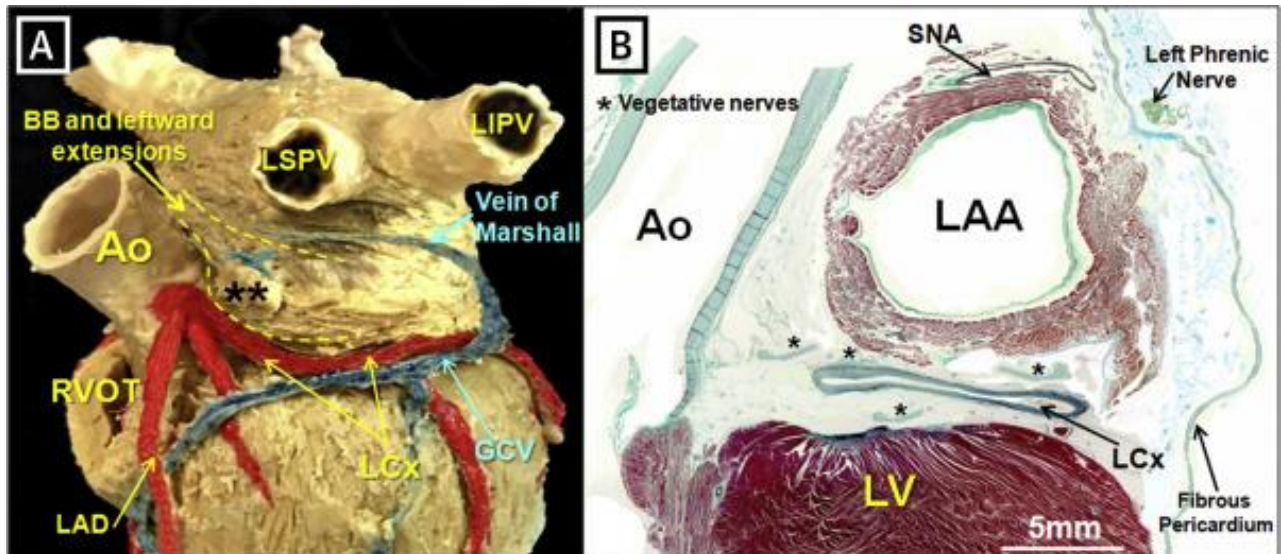 A
BB and leftward
extensions
LIPV
LSPV
Vein of
Marshall
Ao
**
RVOT
LCx
GCV
LAD
B
SNA
Left Phrenic
Nerve
* Vegetative nerves
Ao
LAA
*
*
*
*
LCx
LV
Fibrous
Pericardium
5mm